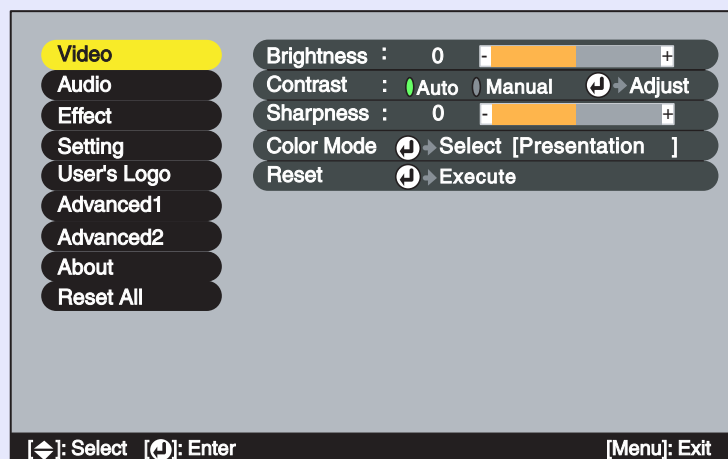 Video
Audio
Effect
Setting
User's Logo
Advanced1
Advanced2
About
Reset All
Brightness : 0 - +
Contrast : Auto Manual Adjust
Sharpness : 0 - +
Color Mode Select [Presentation ]
Reset Execute
[ ]: Select [ ]: Enter [Menu]: Exit